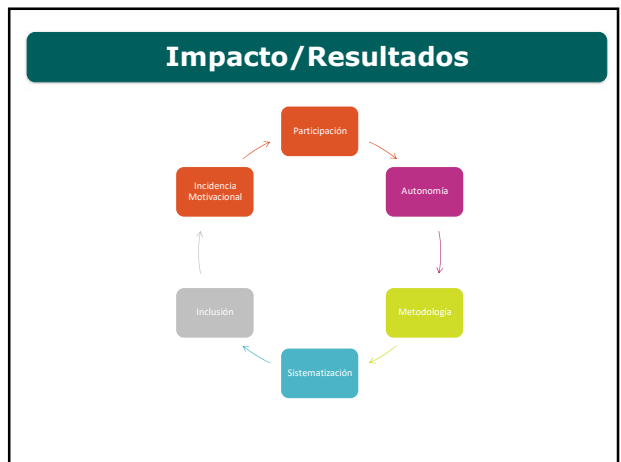 Impacto/Resultados
Participación
Autonomía
Metodología
Sistematización
Inclusión
Incidencia
Motivacional